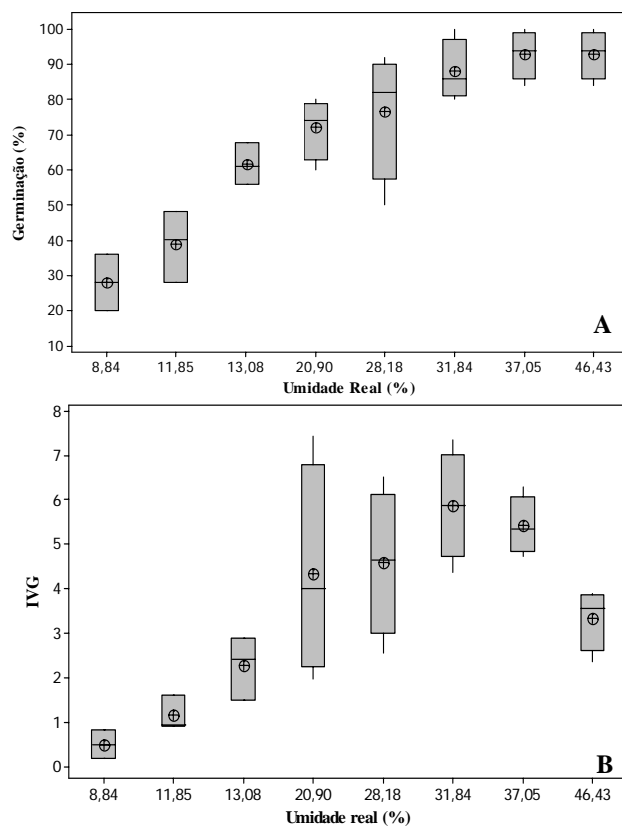 100
90
80
70
60
50
40
30
20
10
Germinação (%)
A
8,84 11,85 13,08 20,90 28,18 31,84 37,05 46,43
Umidade Real (%)
8
7
6
5
4
3
2
1
0
IVG
B
8,84 11,85 13,08 20,90 28,18 31,84 37,05 46,43
Umidade real (%)